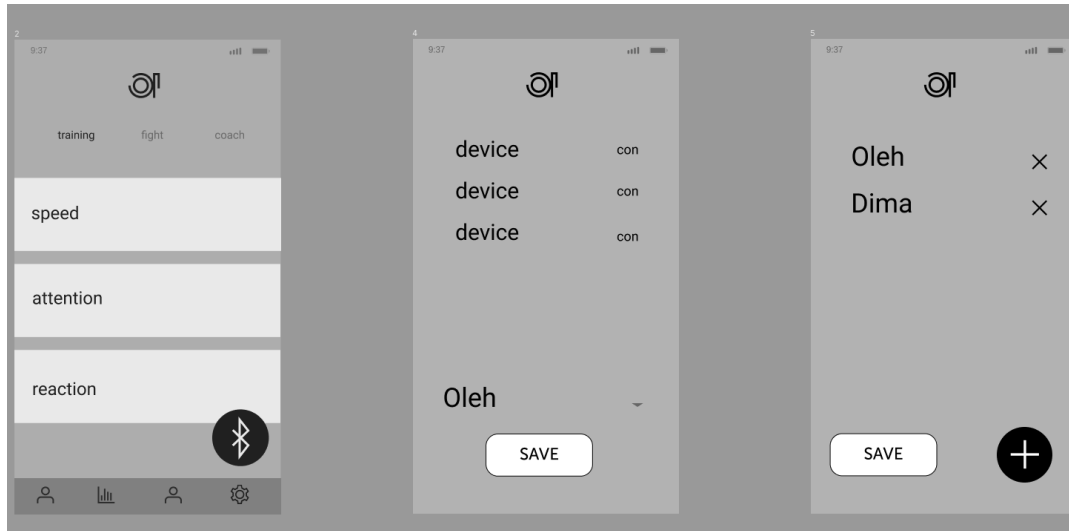 2
9:37
training fight coach
speed
attention
reaction
4
9:37
device con
device con
device con
Oleh
SAVE
5
9:37
Oleh
Dima
SAVE